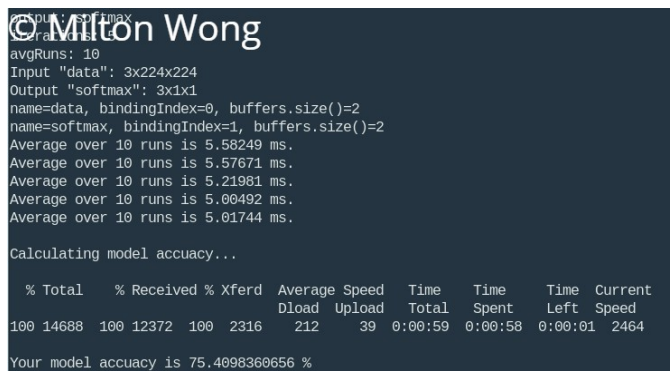 output: softmax
© Milton Wong
iterations: 5
avgRuns: 10
Input "data": 3x224x224
Output "softmax": 3x1x1
name=data, bindingIndex=0, buffers.size()=2
name=softmax, bindingIndex=1, buffers.size()=2
Average over 10 runs is 5.58249 ms.
Average over 10 runs is 5.57671 ms.
Average over 10 runs is 5.21981 ms.
Average over 10 runs is 5.00492 ms.
Average over 10 runs is 5.01744 ms.
Calculating model accuacy...
% Total % Received % Xferd Average Speed Time Time Time Current
Dload Upload Total Spent Left Speed
100 14688 100 12372 100 2316 212 39 0:00:59 0:00:58 0:00:01 2464
Your model accuacy is 75.4098360656 %